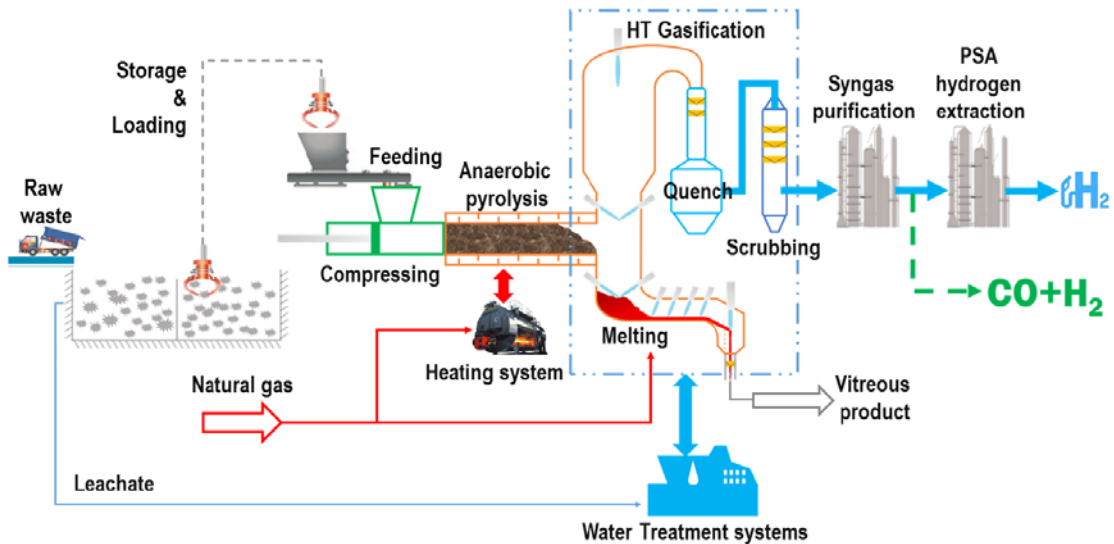 HT Gasification
Storage
&
Loading
PSA
hydrogen
extraction
Syngas
purification
Feeding
Anaerobic
pyrolysis
Raw
waste
Quench
H2
Scrubbing
Compressing
CO+H2
Melting
Heating system
Natural gas
Vitreous
product
Leachate
Water Treatment systems